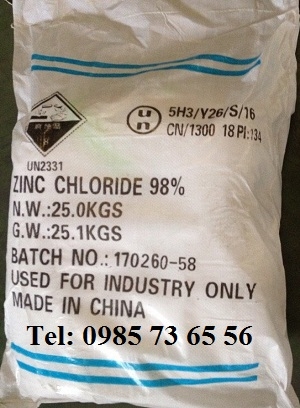 5H3/Y26/S/16
CN/1300 18 PI:134
UN2331
ZINC CHLORIDE 98%
N.W.:25.0KGS
G.W.:25.1KGS
BATCH NO.:170260-58
USED FOR INDUSTRY ONLY
MADE IN CHINA
Tel: 0985 73 65 56